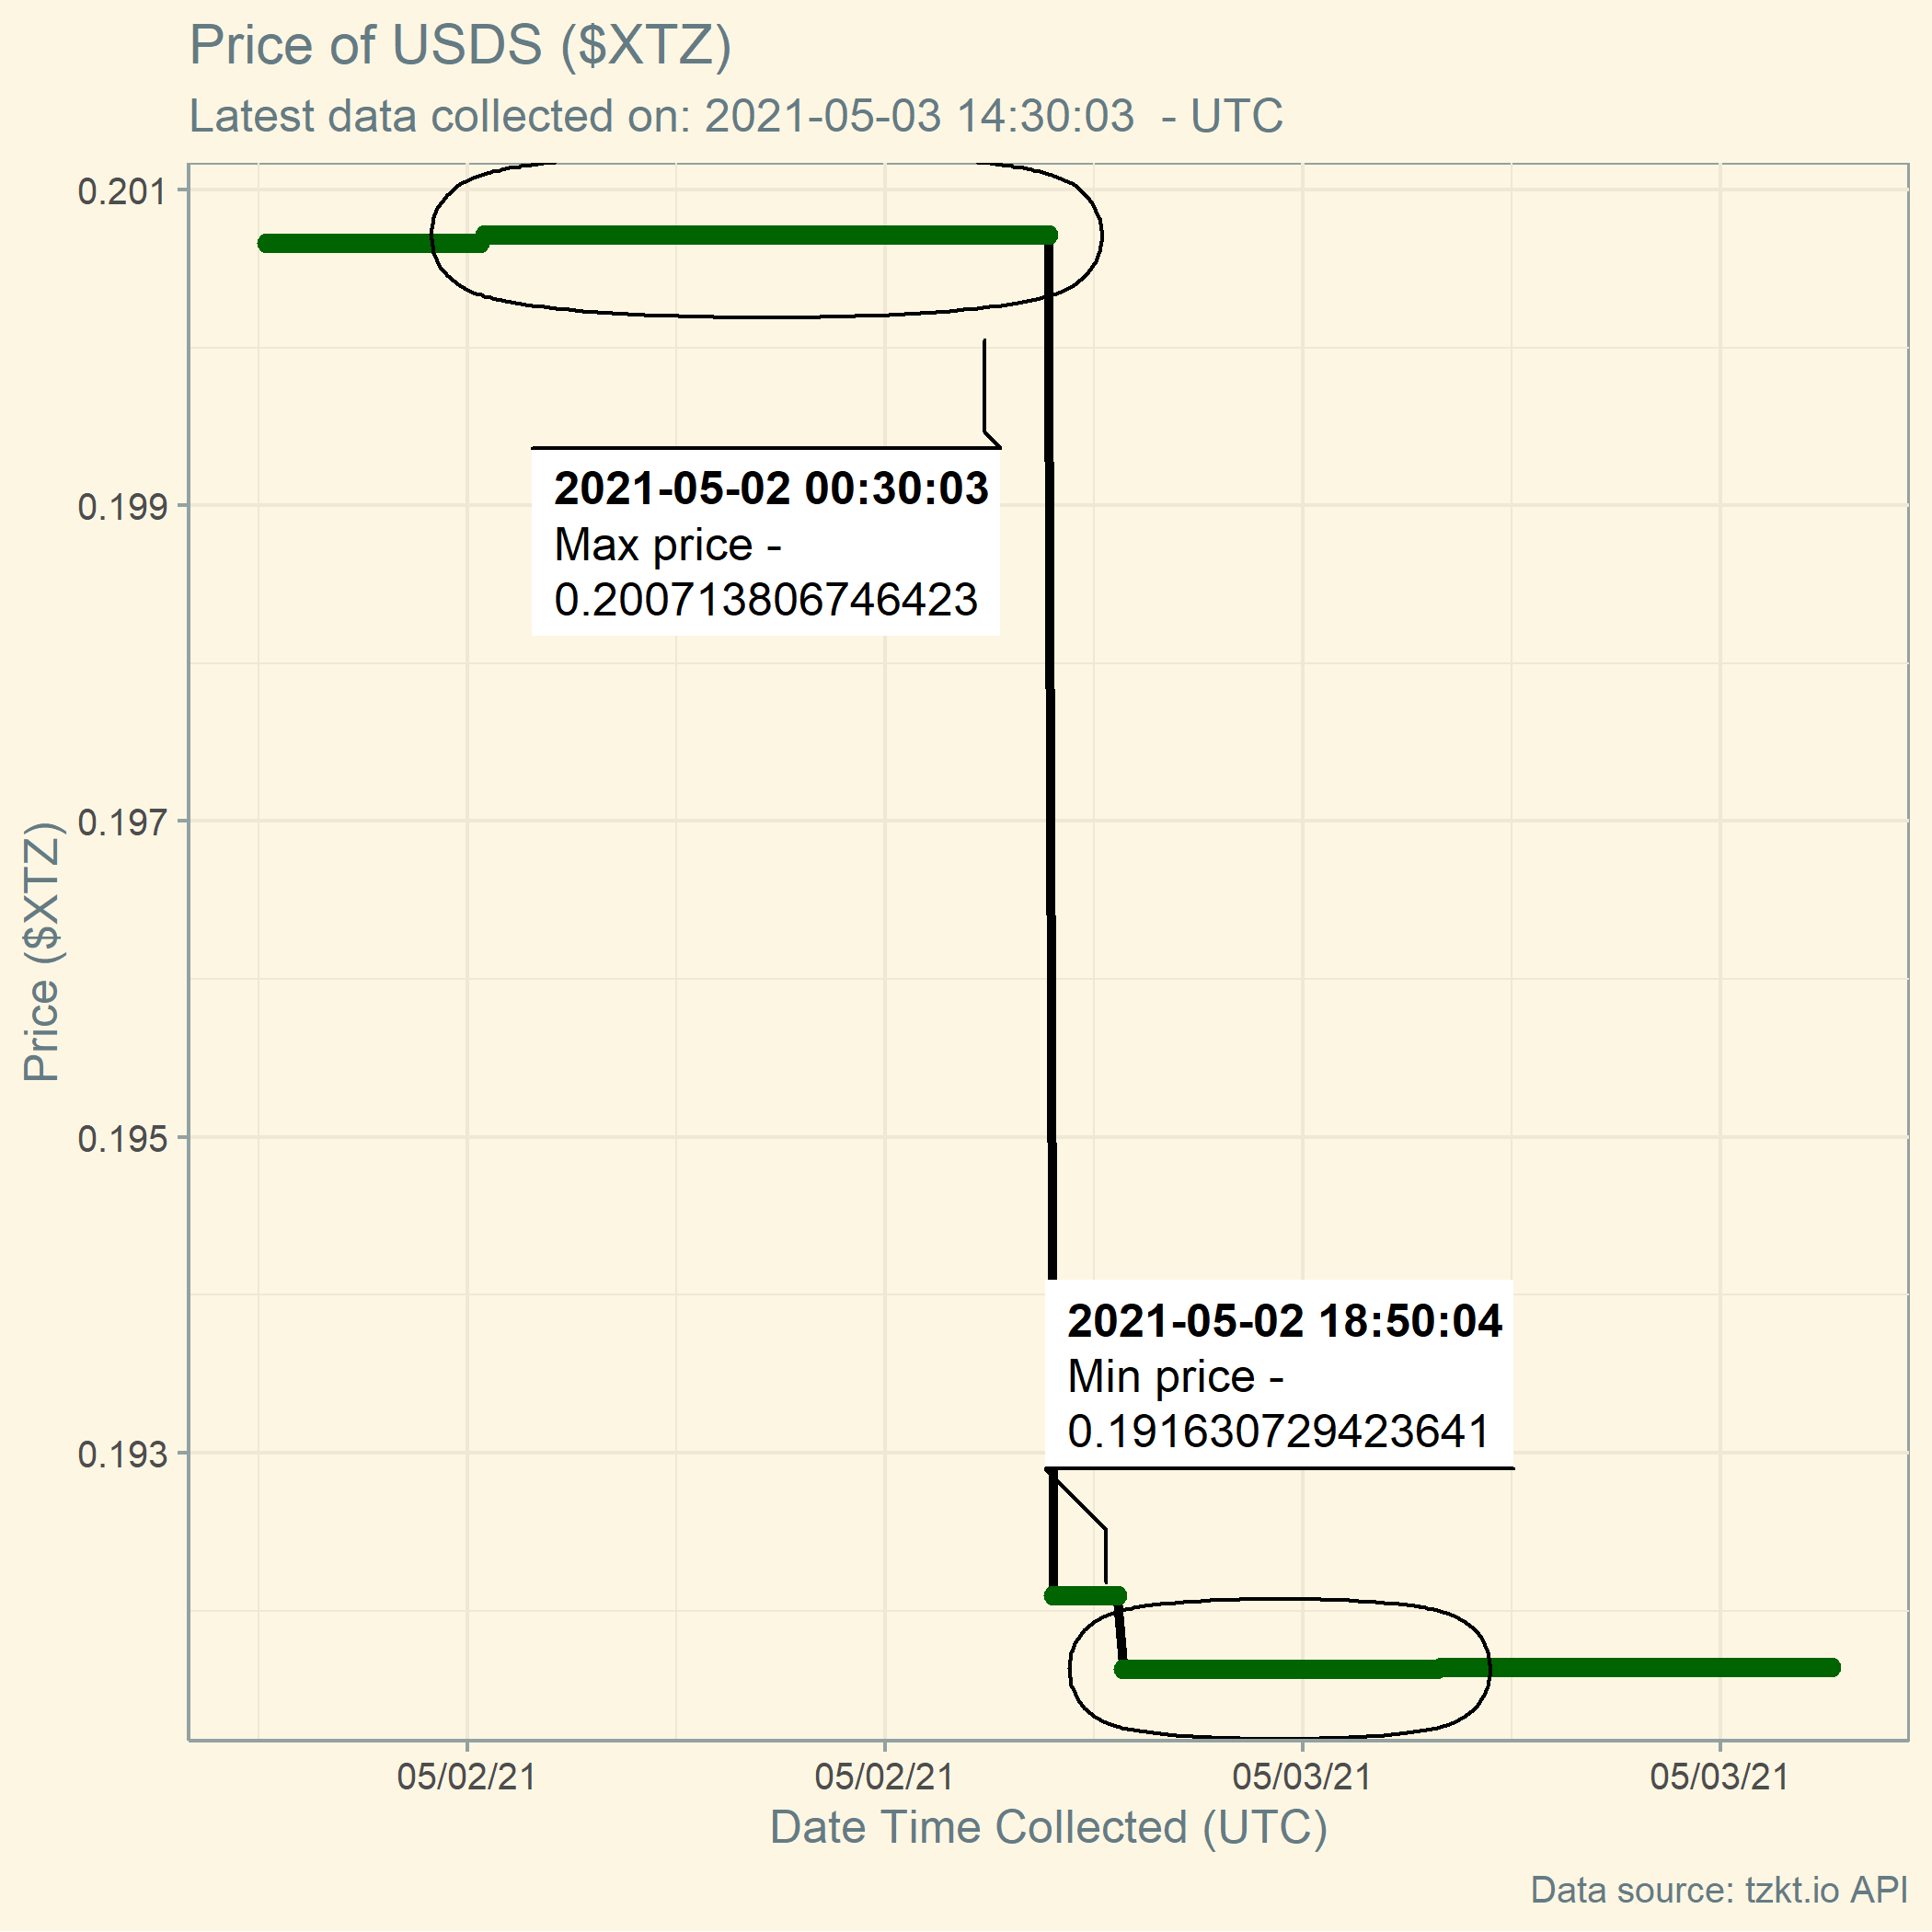 Price of USDS ($XTZ)
Latest data collected on: 2021-05-03 14:30:03  - UTC
0.201
0.199
0.197
0.195
0.193
Price ($XTZ)
2021-05-02 00:30:03
Max price -
0.200713806746423
2021-05-02 18:50:04
Min price -
0.191630729423641
05/02/21
05/02/21
05/03/21
05/03/21
Date Time Collected (UTC)
Data source: tzkt.io API